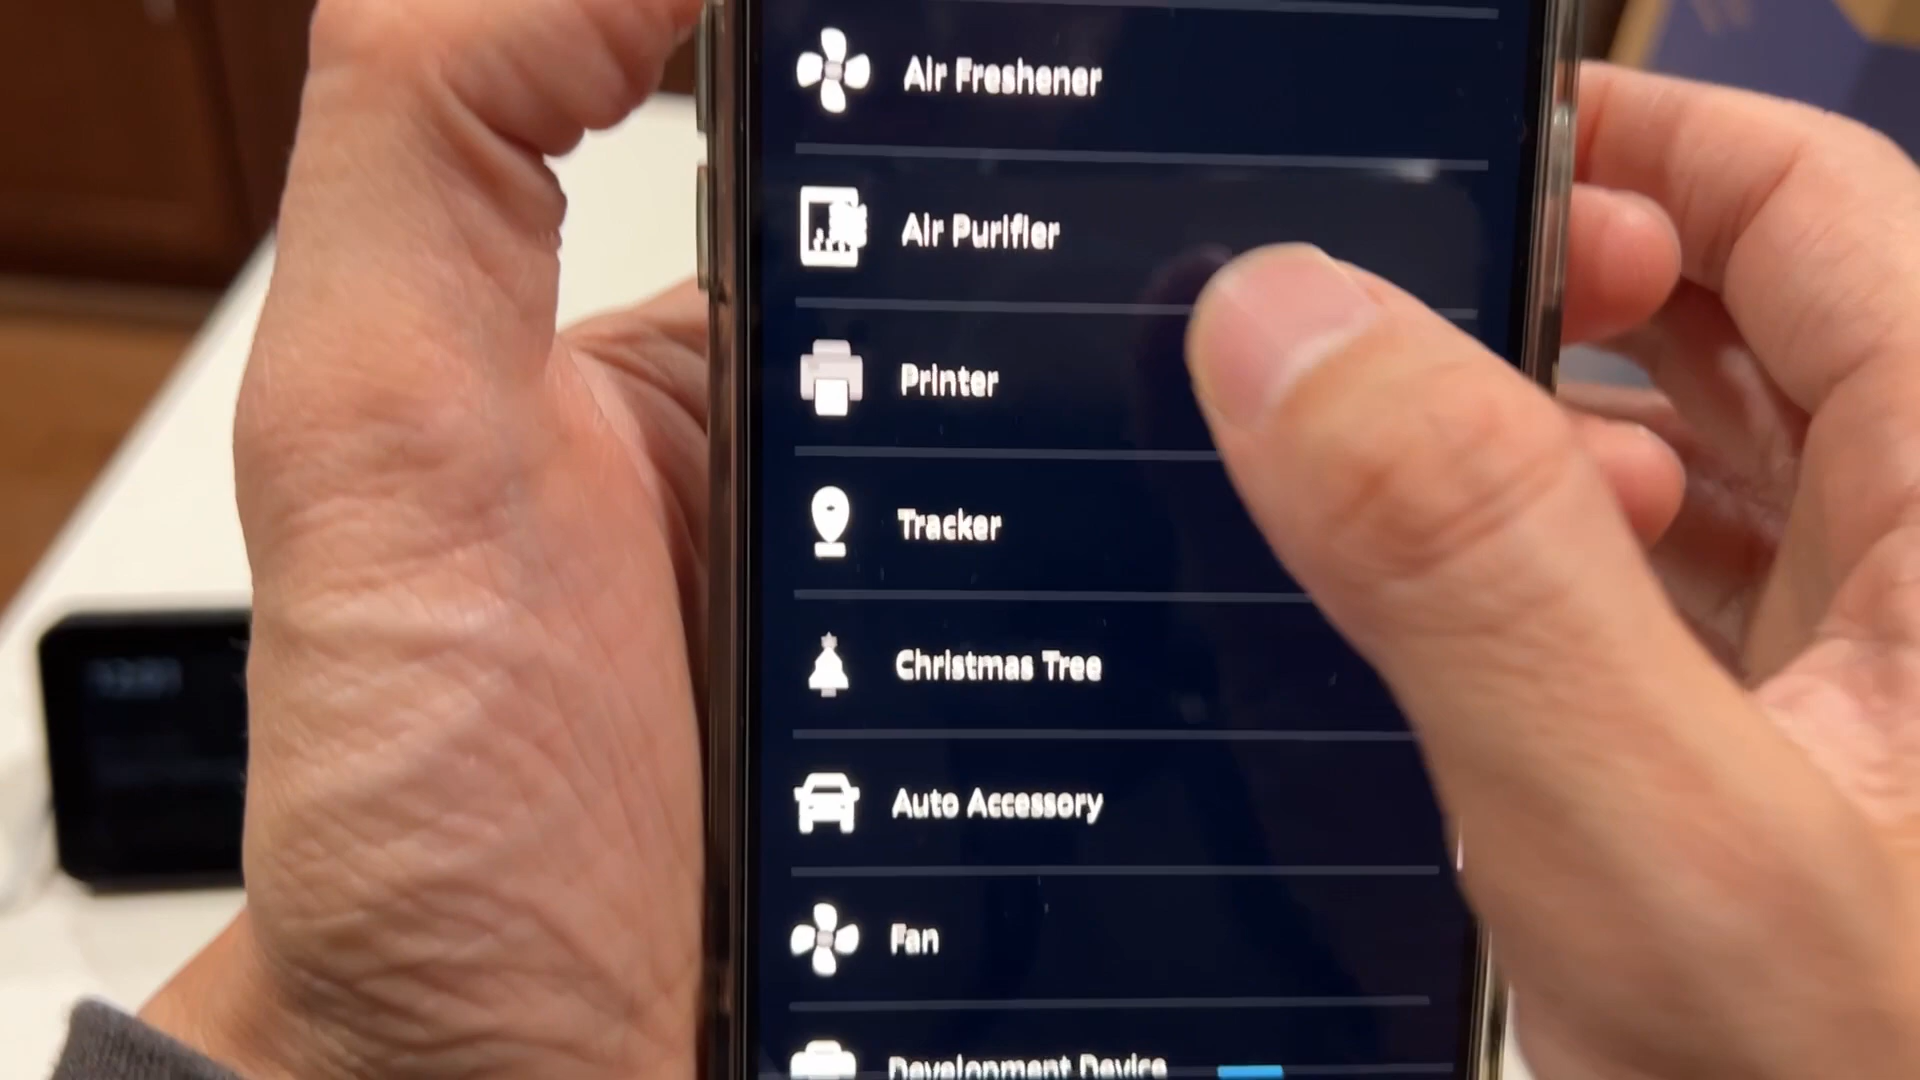 Air Freshener
Air Purifier
Printer
Tracker
Christmas Tree
Auto Accessory
Fan
Development Device